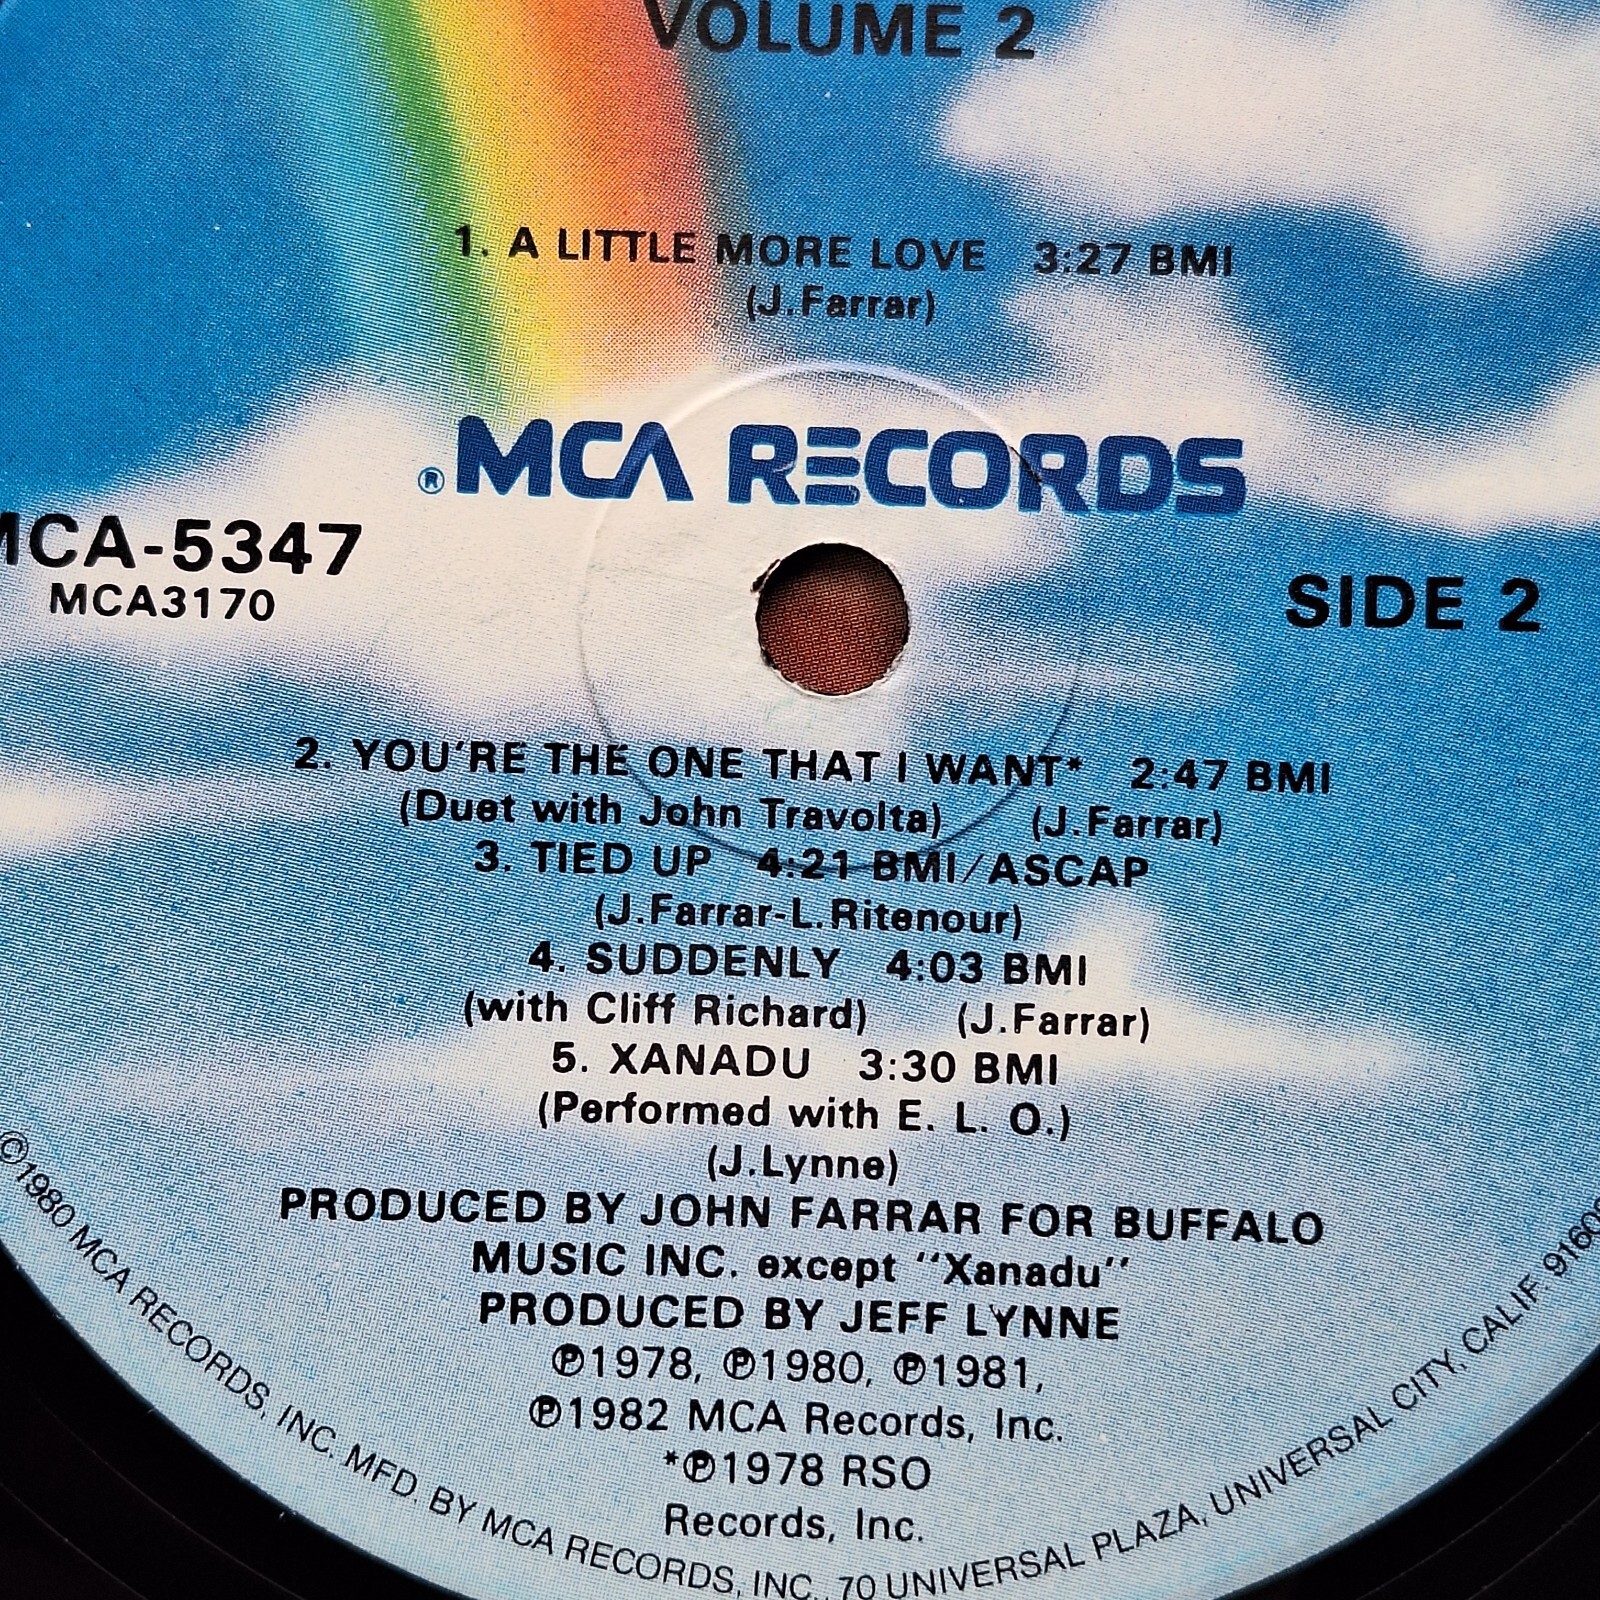 VOLUME 2
1. A LITTLE MORE LOVE 3:27 BMI
(J.Farrar)
®MCA RECORDS
MCA-5347
MCA3170
SIDE 2
2. YOU'RE THE ONE THAT I WANT* 2:47 BMI
(Duet with John Travolta) (J.Farrar)
3. TIED UP 4:21 BMI/ASCAP
(J.Farrar-L.Ritenour)
4. SUDDENLY 4:03 BMI
(with Cliff Richard) (J.Farrar)
5. XANADU 3:30 BMI
(Performed with E. L. O.)
(J.Lynne)
PRODUCED BY JOHN FARRAR FOR BUFFALO
MUSIC INC. except "Xanadu"
PRODUCED BY JEFF LYNNE
℗1978, ℗1980, ℗1981,
℗1982 MCA Records, Inc.
*℗1978 RSO
Records, Inc.
©1980 MCA RECORDS, INC. MFD. BY MCA RECORDS, INC., 70 UNIVERSAL PLAZA, UNIVERSAL CITY, CALIF. 91608